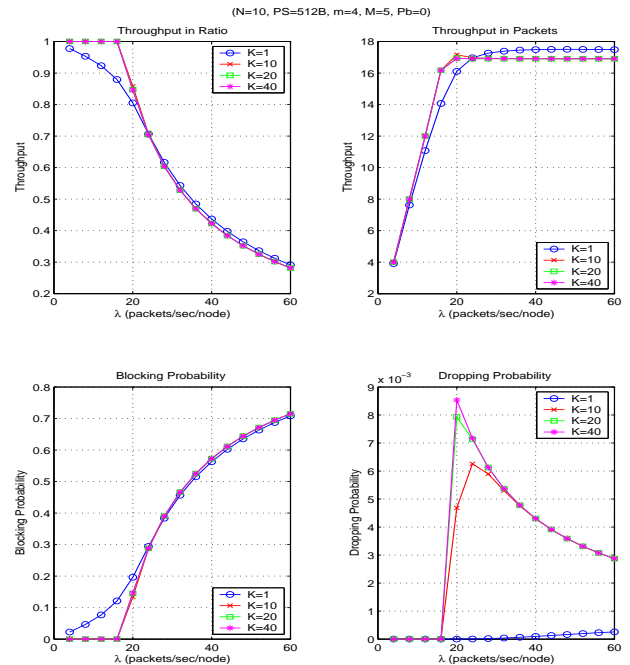 (N=10, PS=512B, m=4, M=5, Pb=0)
Throughput in Ratio
1
0.9
0.8
0.7
0.6
0.5
0.4
0.3
0.2
Throughput
0 20 40 60
λ (packets/sec/node)
K=1
K=10
K=20
K=40
Throughput in Packets
18
16
14
12
10
8
6
4
2
Throughput
0 20 40 60
λ (packets/sec/node)
K=1
K=10
K=20
K=40
Blocking Probability
0.8
0.7
0.6
0.5
0.4
0.3
0.2
0.1
0
Blocking Probability
0 20 40 60
λ (packets/sec/node)
K=1
K=10
K=20
K=40
Dropping Probability
x 10⁻³
9
8
7
6
5
4
3
2
1
0
Dropping Probability
0 20 40 60
λ (packets/sec/node)
K=1
K=10
K=20
K=40